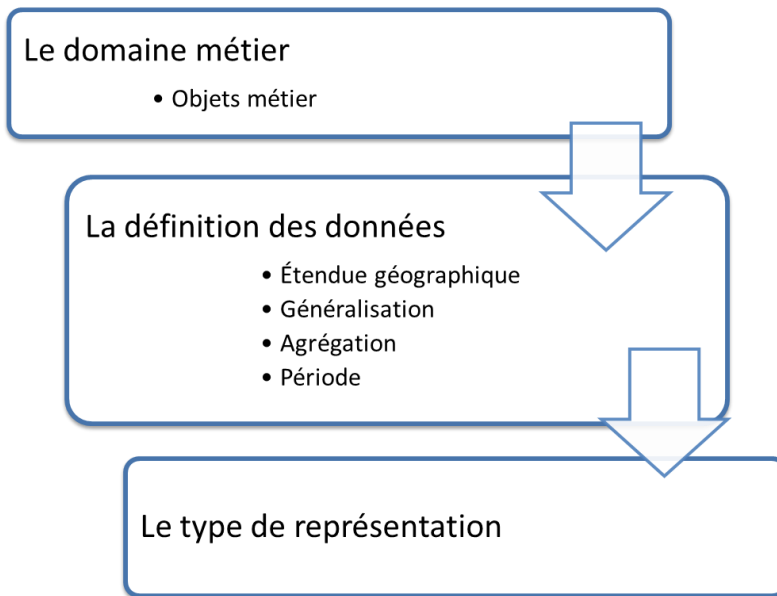 Le domaine métier
• Objets métier
La définition des données
• Étendue géographique
• Généralisation
• Agrégation
• Période
Le type de représentation